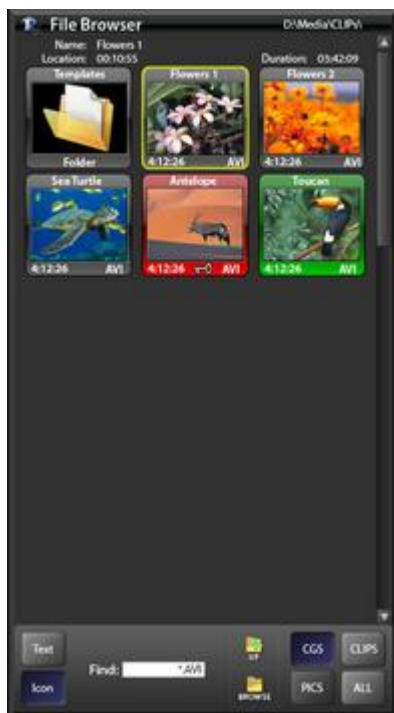 File Browser D:\Media\CLIPs\
Name: Flowers 1
Location: 00:10:55 Duration: 03:42:09
Templates Flowers 1 Flowers 2
Folder 4:12:26 AVI 4:12:26 AVI
Sea Turtle Antelope Toucan
4:12:26 AVI 4:12:26 AVI 4:12:26 AVI
Text UP CGS CLIPS
Find: *.AVI
Icon BROWSE PICS ALL